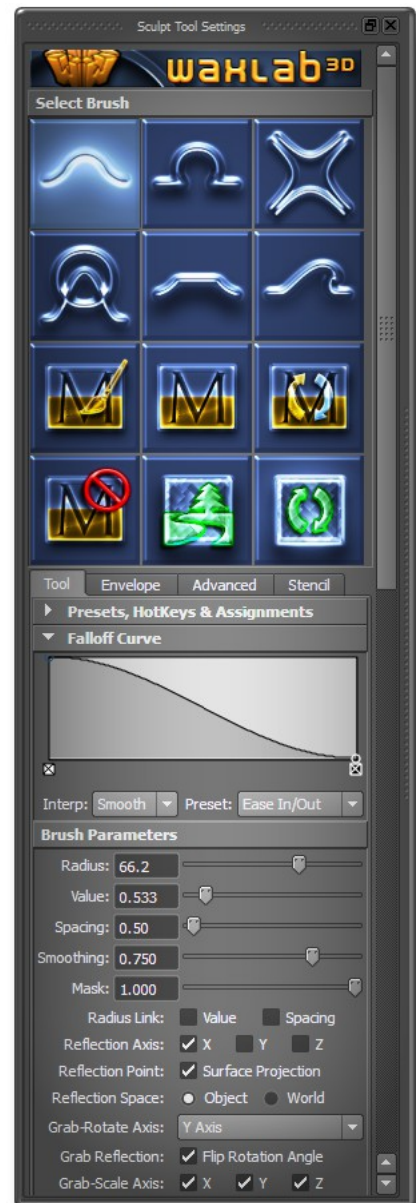 Sculpt Tool Settings
waxlab3D
Select Brush
M M M
M
Tool Envelope Advanced Stencil
Presets, HotKeys & Assignments
Falloff Curve
Interp: Smooth Preset: Ease In/Out
Brush Parameters
Radius: 66.2
Value: 0.533
Spacing: 0.50
Smoothing: 0.750
Mask: 1.000
Radius Link: Value Spacing
Reflection Axis: X Y Z
Reflection Point: Surface Projection
Reflection Space: Object World
Grab-Rotate Axis: Y Axis
Grab Reflection: Flip Rotation Angle
Grab-Scale Axis: X Y Z